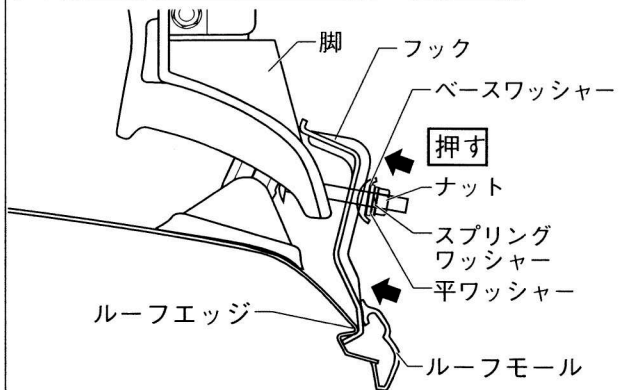 脚
フック
ベースワッシャー
押す
ナット
スプリング
ワッシャー
平ワッシャー
ルーフエッジ
ルーフモール